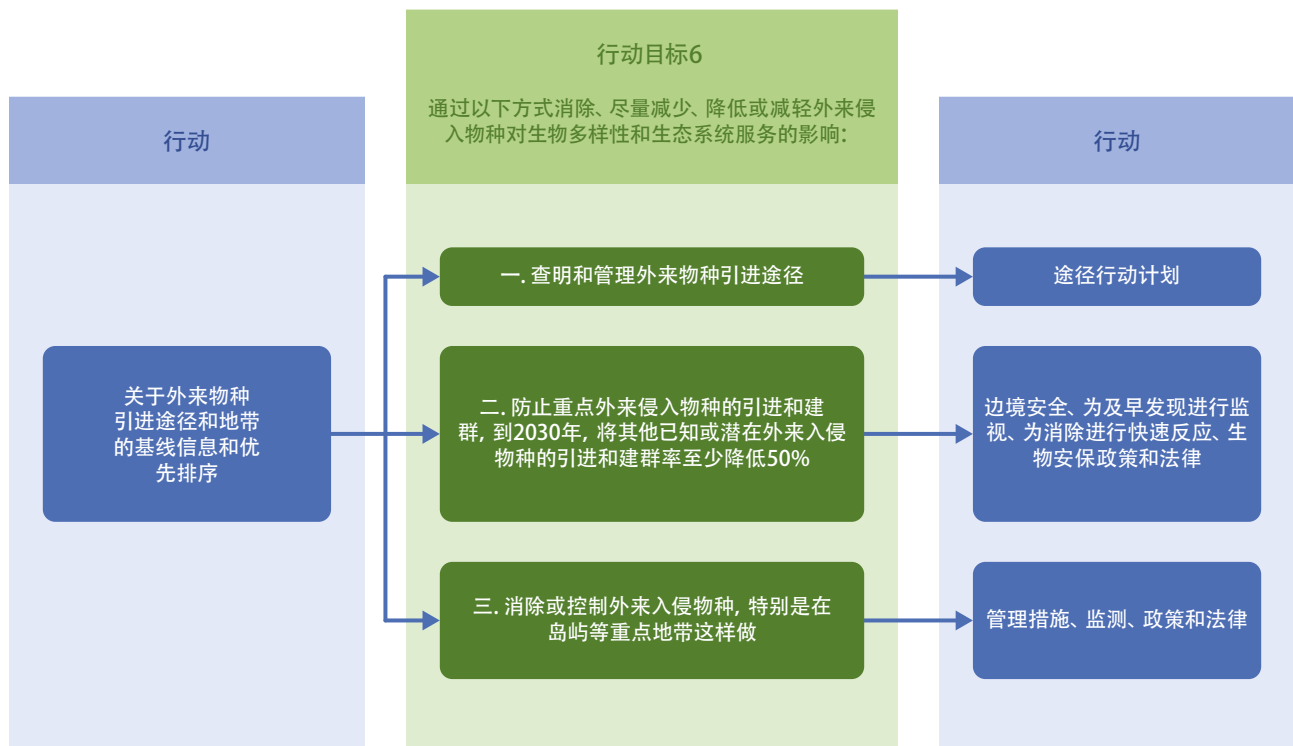 行动
关于外来物种
引进途径和地带
的基线信息和优
先排序
行动目标6
通过以下方式消除、尽量减少、降低或减轻外来侵
入物种对生物多样性和生态系统服务的影响:
一. 查明和管理外来物种引进途径
二. 防止重点外来侵入物种的引进和建
群, 到2030年, 将其他已知或潜在外来入侵
物种的引进和建群率至少降低50%
三. 消除或控制外来入侵物种, 特别是在
岛屿等重点地带这样做
行动
途径行动计划
边境安全、为及早发现进行监
视、为消除进行快速反应、生
物安保政策和法律
管理措施、监测、政策和法律